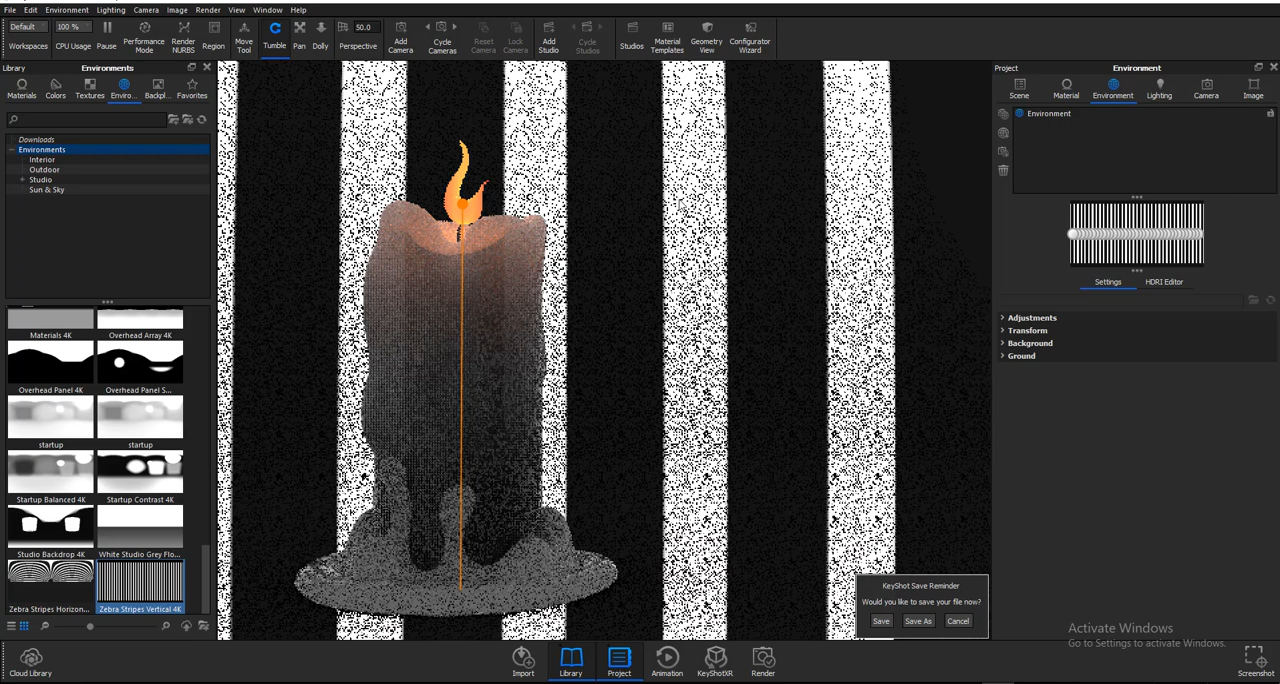 File Edit Environment Lighting Camera Image Render View Window Help
Default 100 % 50.0
Workspaces CPU Usage Pause Performance Mode Render NURBS Region Move Tool Tumble Pan Dolly Perspective Add Camera Cycle Cameras Reset Camera Lock Camera Add Studio Cycle Studios Studios Material Templates Geometry View Configurator Wizard
Library Environments
Materials Colors Textures Enviro... Backpl... Favorites
Downloads
Environments
Interior
Outdoor
Studio
Sun & Sky
Materials 4K Overhead Array 4K
Overhead Panel 4K Overhead Panel S...
startup startup
Startup Balanced 4K Startup Contrast 4K
Studio Backdrop 4K White Studio Grey Flo...
Zebra Stripes Horizon... Zebra Stripes Vertical 4K
Project Environment
Scene Material Environment Lighting Camera Image
Environment
Settings HDRI Editor
Adjustments
Transform
Background
Ground
KeyShot Save Reminder
Would you like to save your file now?
Save Save As Cancel
Activate Windows
Go to Settings to activate Windows.
Cloud Library Import Library Project Animation KeyShotXR Render Screenshot